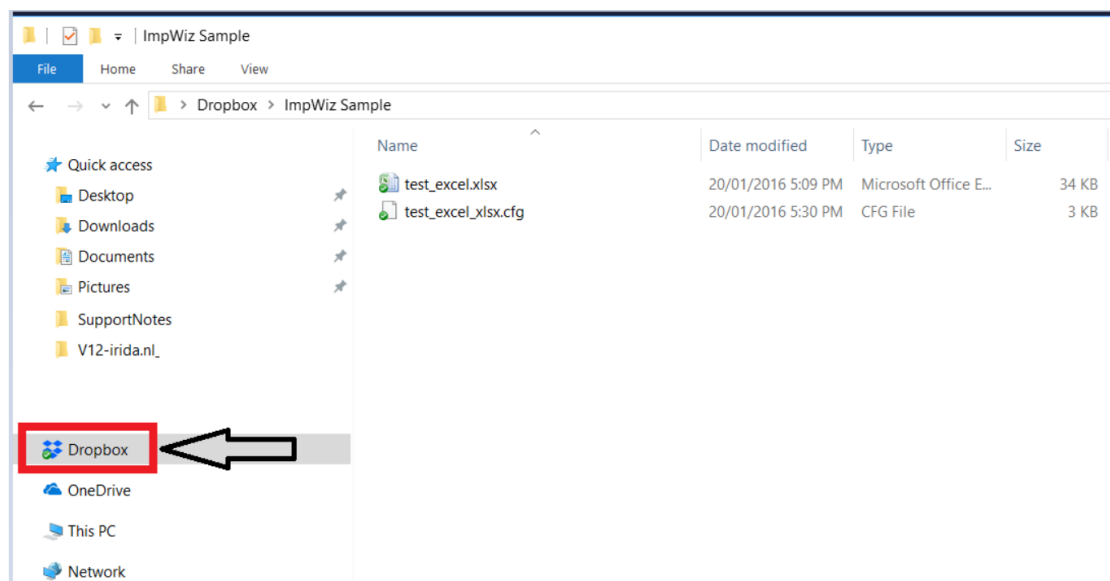 ImpWiz Sample
File Home Share View
Dropbox > ImpWiz Sample
Name Date modified Type Size
Quick access
Desktop
Downloads
Documents
Pictures
SupportNotes
V12-irida.nl_
Dropbox
OneDrive
This PC
Network
test_excel.xlsx 20/01/2016 5:09 PM Microsoft Office E... 34 KB
test_excel_xlsx.cfg 20/01/2016 5:30 PM CFG File 3 KB